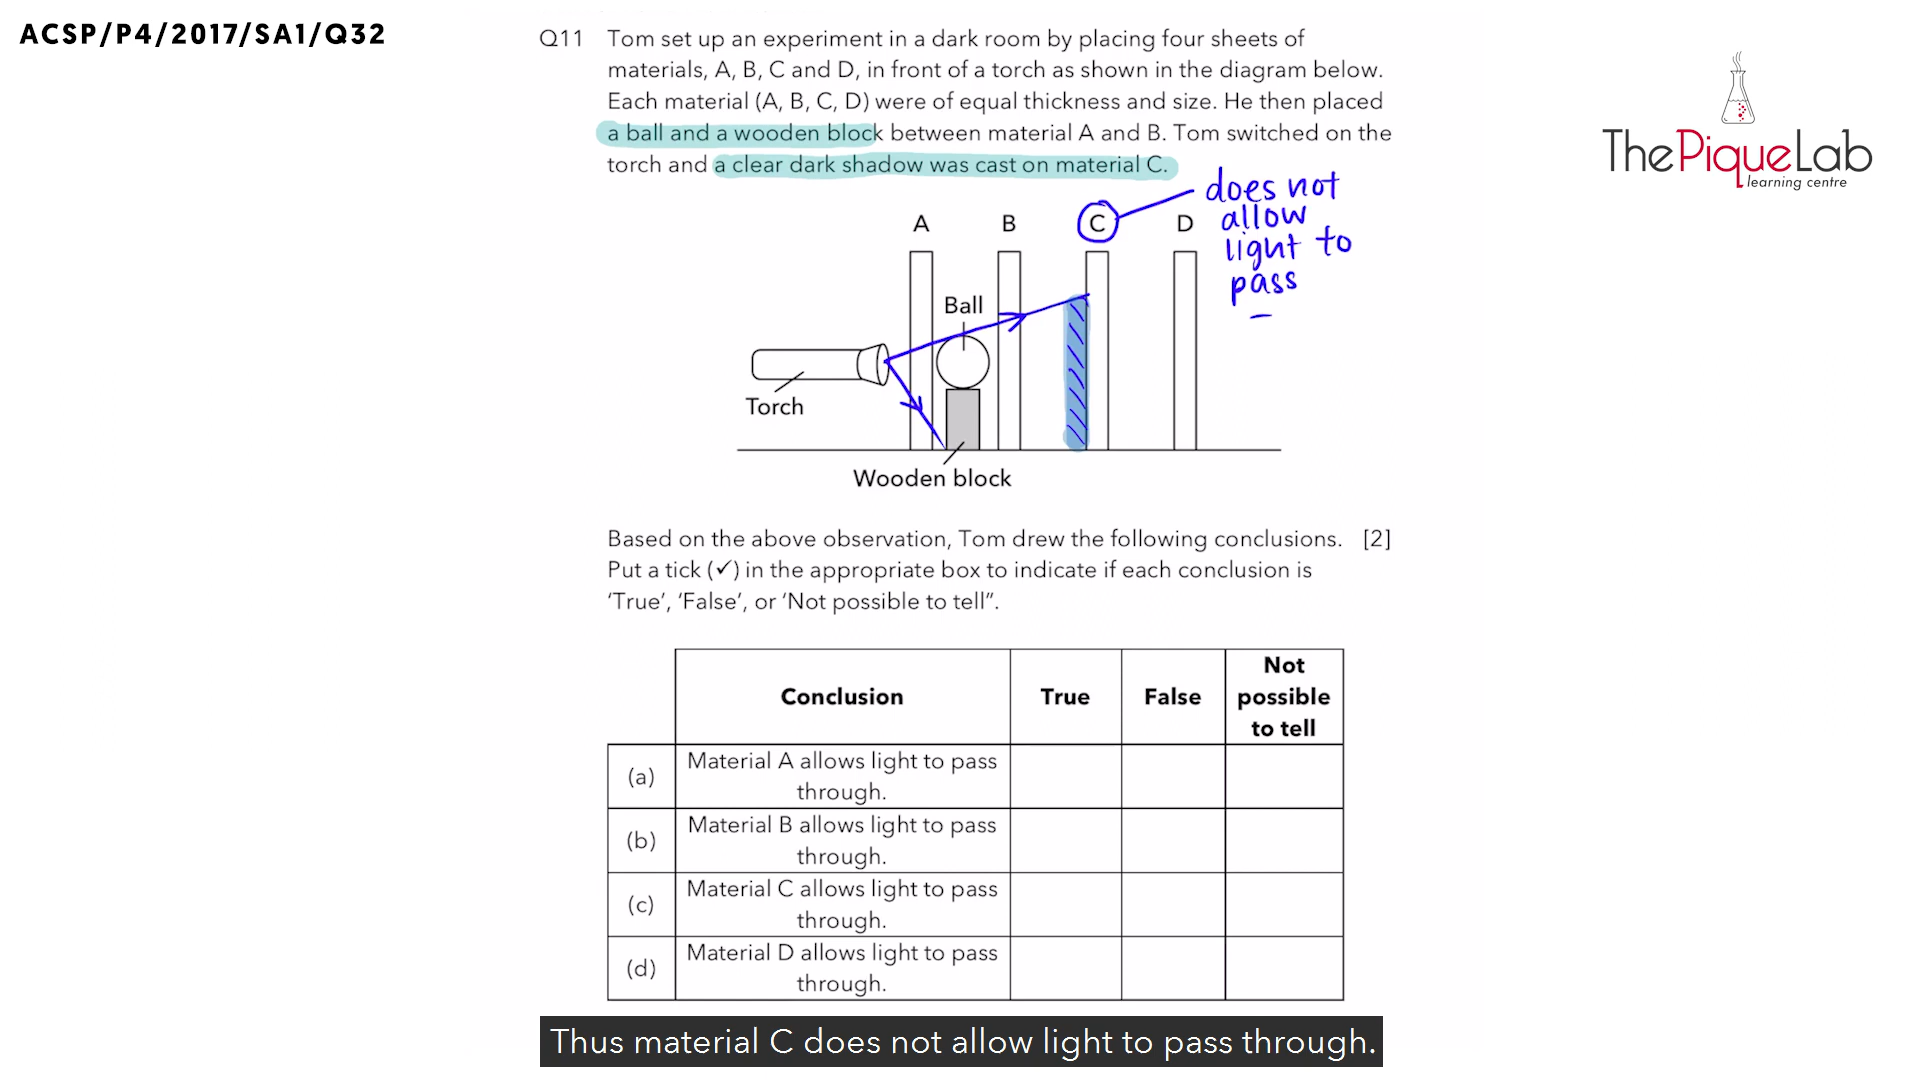 ACSP/P4/2017/SA1/Q32
Q11 Tom set up an experiment in a dark room by placing four sheets of
materials, A, B, C and D, in front of a torch as shown in the diagram below.
Each material (A, B, C, D) were of equal thickness and size. He then placed
a ball and a wooden block between material A and B. Tom switched on the
torch and a clear dark shadow was cast on material C.
ThePiqueLab
learning centre
does not
allow
light to
pass
A B C D
Ball
Torch
Wooden block
Based on the above observation, Tom drew the following conclusions. [2]
Put a tick (✓) in the appropriate box to indicate if each conclusion is
‘True’, ‘False’, or ‘Not possible to tell”.
Conclusion True False Not
possible
to tell
(a) Material A allows light to pass
through.
(b) Material B allows light to pass
through.
(c) Material C allows light to pass
through.
(d) Material D allows light to pass
through.
Thus material C does not allow light to pass through.